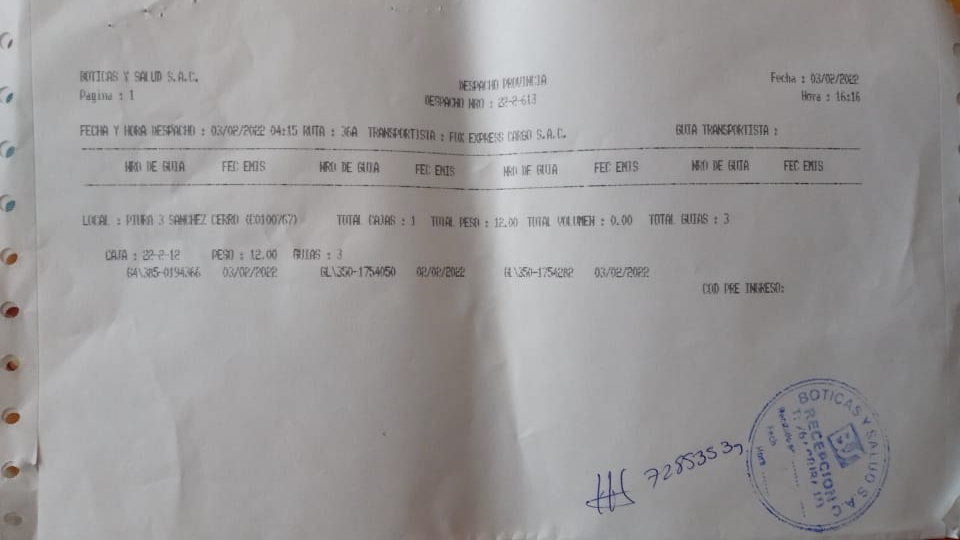 BOTICAS Y SALUD S.A.C.
DESPACHO PROVINCIA
Fecha : 03/02/2022
Pagina : 1
DESPACHO NRO : 22-2-613
Hora : 16:16
FECHA Y HORA DESPACHO : 03/02/2022 04:15 RUTA : 36A TRANSPORTISTA : FOX EXPRESS CARGO S.A.C.
GUIA TRANSPORTISTA :
NRO DE GUIA FEC EMIS NRO DE GUIA FEC EMIS NRO DE GUIA FEC EMIS NRO DE GUIA FEC EMIS
LOCAL : PIURA 3 SANCHEZ CERRO (C0100767) TOTAL CAJAS : 1 TOTAL PESO : 12.00 TOTAL VOLUMEN : 0.00 TOTAL GUIAS : 3
CAJA : 22-2-12 PESO : 12.00 GUIAS : 3
GA\385-0194366 03/02/2022 GL\350-1754050 02/02/2022 GL\350-1754282 03/02/2022
COD PRE INGRESO:
BOTICAS Y SALUD S.A.C.
RECEPCION
Fech
Hora